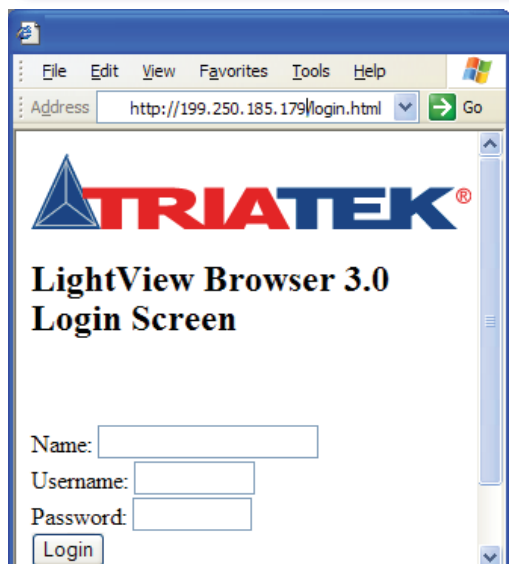 File Edit View Favorites Tools Help
Address http://199.250.185.179/login.html Go
TRIATEK®
LightView Browser 3.0
Login Screen
Name:
Username:
Password:
Login